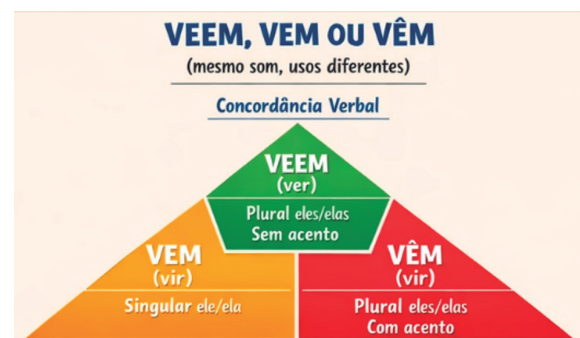 VEEM, VEM OU VÊM
(mesmo som, usos diferentes)
Concordância Verbal
VEEM
(ver)
Plural eles/elas
Sem acento
VEM
(vir)
Singular ele/ela
VÊM
(vir)
Plural eles/elas
Com acento